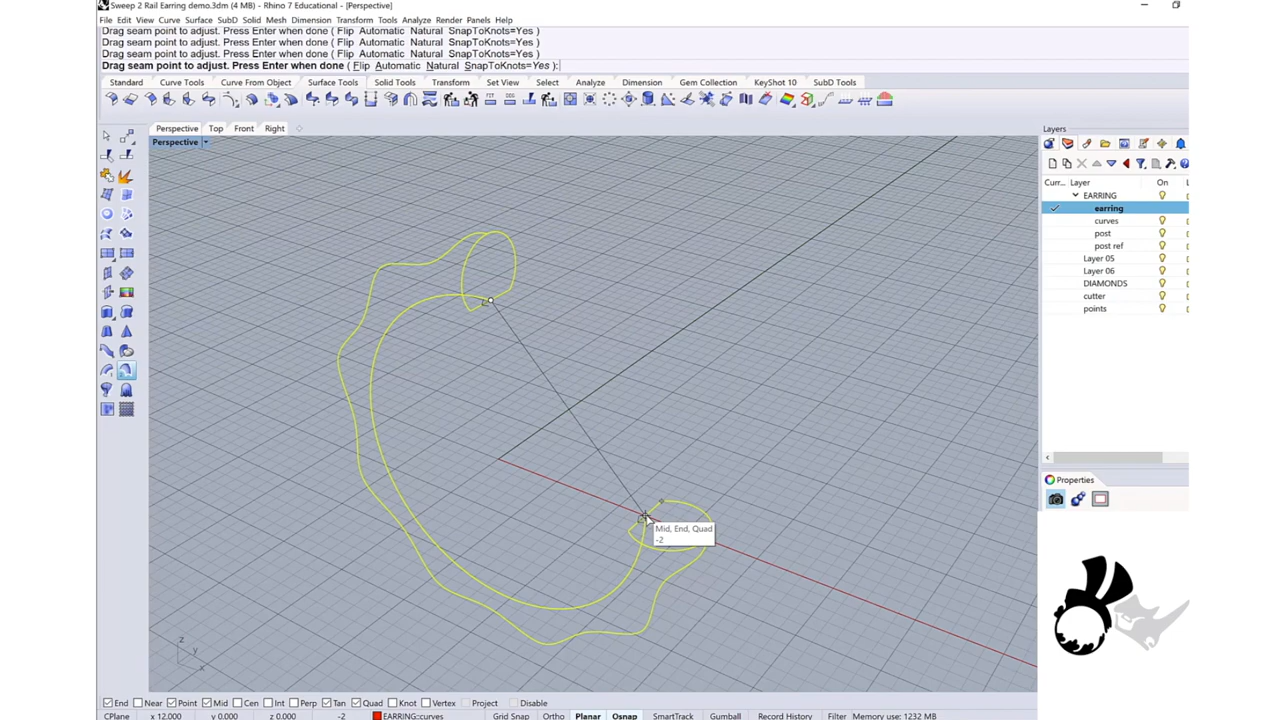 Sweep 2 Rail Earring demo.3dm (4 MB) - Rhino 7 Educational - [Perspective]
File Edit View Curve Surface SubD Solid Mesh Dimension Transform Tools Analyze Render Panels Help
Drag seam point to adjust. Press Enter when done ( Flip Automatic Natural SnapToKnots=Yes )
Drag seam point to adjust. Press Enter when done ( Flip Automatic Natural SnapToKnots=Yes )
Drag seam point to adjust. Press Enter when done ( Flip Automatic Natural SnapToKnots=Yes )
Drag seam point to adjust. Press Enter when done ( Flip Automatic Natural SnapToKnots=Yes ):
Standard Curve Tools Curve From Object Surface Tools Solid Tools Transform Set View Select Analyze Dimension Gem Collection KeyShot 10 SubD Tools
Perspective Top Front Right
Perspective
Layers
Curr... Layer On L
EARRING
earring
curves
post
post ref
Layer 05
Layer 06
DIAMONDS
cutter
points
Properties
Mid, End, Quad
-2
z
y
x
End Near Point Mid Cen Int Perp Tan Quad Knot Vertex Project Disable
CPlane x 12.000 y 0.000 z 0.000 -2 EARRING::curves Grid Snap Ortho Planar Osnap SmartTrack Gumball Record History Filter Memory use: 1232 MB